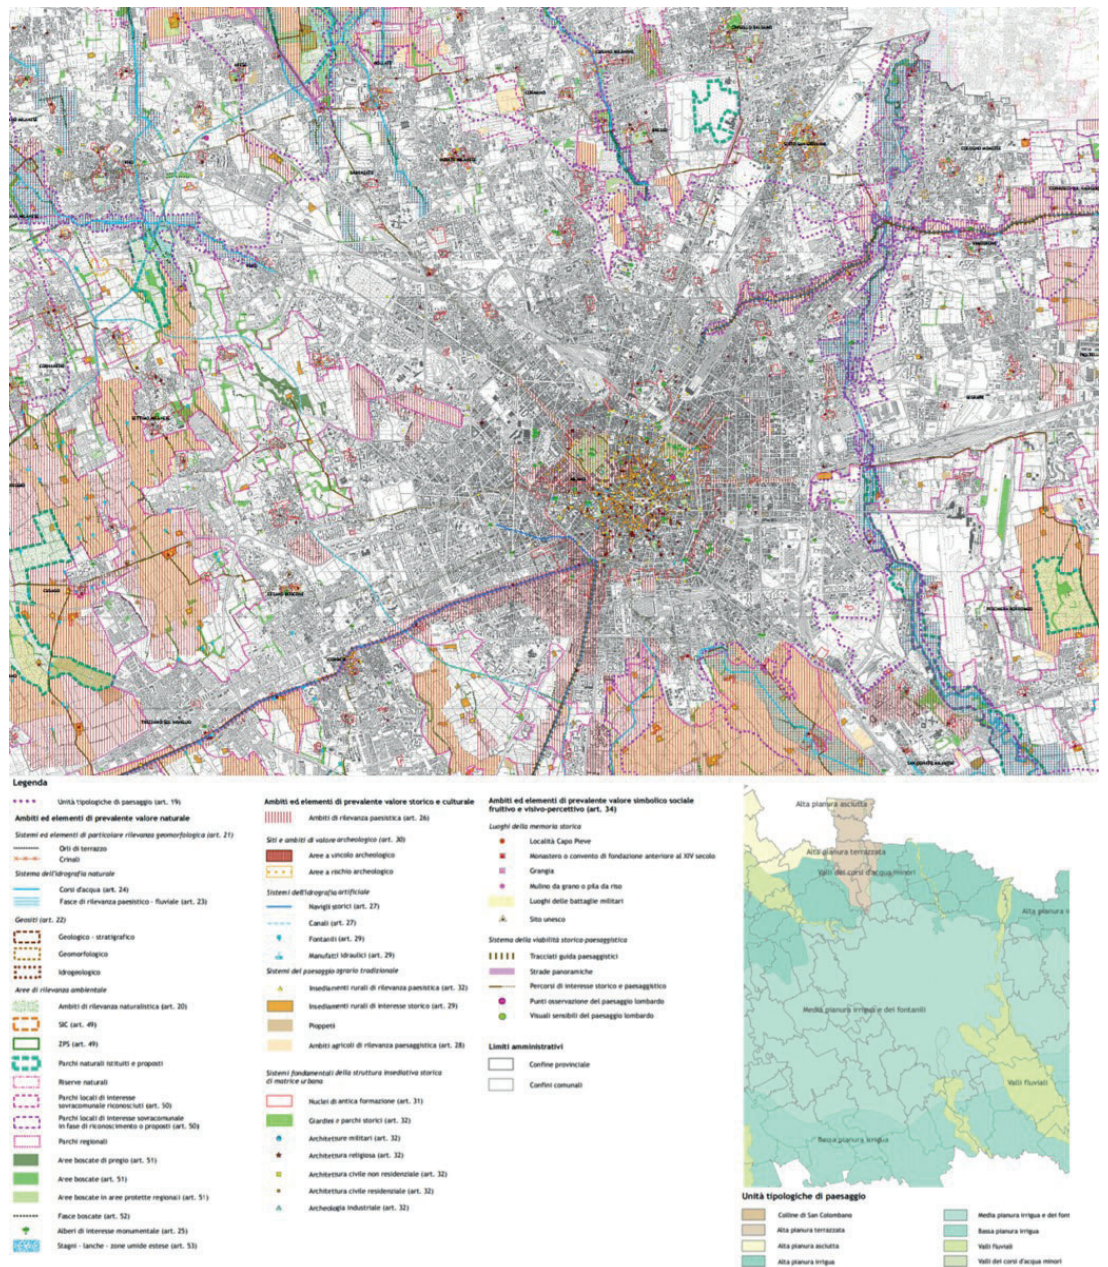 MILANO
CORSICO
CUSAGO
Legenda
Unità tipologiche di paesaggio (art. 19)
Ambiti ed elementi di prevalente valore naturale
Sistemi ed elementi di particolare rilevanza geomorfologica (art. 21)
Orli di terrazzo
Crinali
Sistema dell'idrografia naturale
Corsi d'acqua (art. 24)
Fasce di rilevanza paesistico - fluviale (art. 23)
Geositi (art. 22)
Geologico - stratigrafico
Geomorfologico
Idrogeologico
Aree di rilevanza ambientale
Ambiti di rilevanza naturalistica (art. 20)
SIC (art. 49)
ZPS (art. 49)
Parchi naturali istituiti e proposti
Riserve naturali
Parchi locali di interesse
sovracomunale riconosciuti (art. 50)
Parchi locali di interesse sovracomunale
in fase di riconoscimento o proposti (art. 50)
Parchi regionali
Aree boscate di pregio (art. 51)
Aree boscate (art. 51)
Aree boscate in aree protette regionali (art. 51)
Fasce boscate (art. 52)
Alberi di interesse monumentale (art. 25)
Stagni - lanche - zone umide estese (art. 53)
Ambiti ed elementi di prevalente valore storico e culturale
Ambiti di rilevanza paesistica (art. 26)
Siti e ambiti di valore archeologico (art. 30)
Aree a vincolo archeologico
Aree a rischio archeologico
Sistemi dell'idrografia artificiale
Navigli storici (art. 27)
Canali (art. 27)
Fontanili (art. 29)
Manufatti idraulici (art. 29)
Sistemi del paesaggio agrario tradizionale
Insediamenti rurali di rilevanza paesistica (art. 32)
Insediamenti rurali di interesse storico (art. 29)
Pioppeti
Ambiti agricoli di rilevanza paesaggistica (art. 28)
Sistemi fondamentali della struttura insediativa storica
di matrice urbana
Nuclei di antica formazione (art. 31)
Giardini e parchi storici (art. 32)
Architetture militari (art. 32)
Architettura religiosa (art. 32)
Architettura civile non residenziale (art. 32)
Architettura civile residenziale (art. 32)
Archeologia industriale (art. 32)
Ambiti ed elementi di prevalente valore simbolico sociale
fruitivo e visivo-percettivo (art. 34)
Luoghi della memoria storica
Località Capo Pieve
Monastero o convento di fondazione anteriore al XIV secolo
Grangia
Mulino da grano o pila da riso
Luoghi delle battaglie militari
Sito unesco
Sistema della viabilità storico paesaggistica
Tracciati guida paesaggistici
Strade panoramiche
Percorsi di interesse storico e paesaggistico
Punti osservazione del paesaggio lombardo
Visuali sensibili del paesaggio lombardo
Limiti amministrativi
Confine provinciale
Confini comunali
Alta pianura asciutta
Alta pianura terrazzata
Valli dei corsi d'acqua minori
Alta pianura i
Media pianura irrigua e dei fontanili
Valli fluviali
Bassa pianura irrigua
Unità tipologiche di paesaggio
Colline di San Colombano
Alta pianura terrazzata
Alta pianura asciutta
Alta pianura irrigua
Media pianura irrigua e dei font
Bassa pianura irrigua
Valli fluviali
Valli dei corsi d'acqua minori